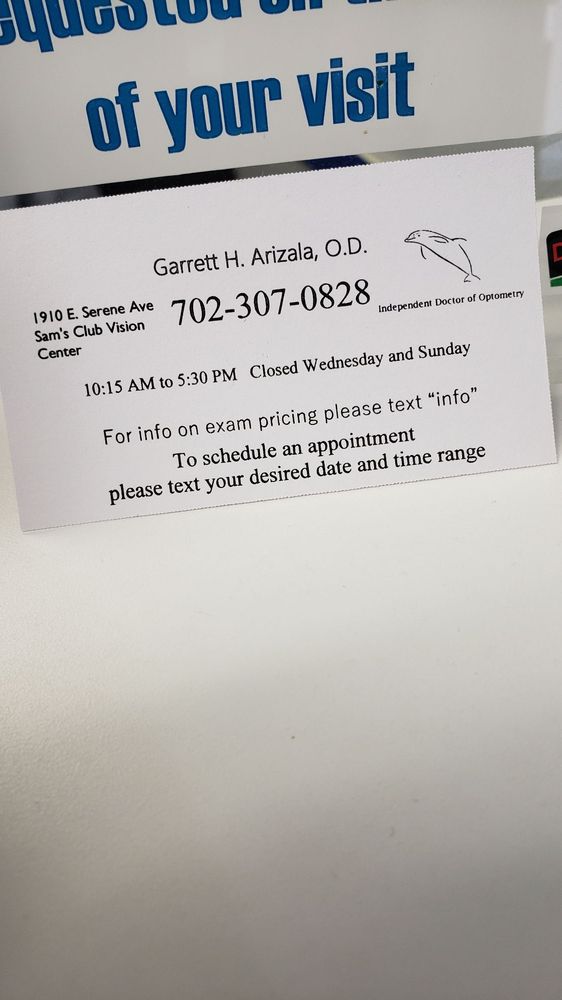 of your visit
Garrett H. Arizala, O.D.
1910 E. Serene Ave
Sam's Club Vision
Center
702-307-0828
Independent Doctor of Optometry
10:15 AM to 5:30 PM Closed Wednesday and Sunday
For info on exam pricing please text “info”
To schedule an appointment
please text your desired date and time range